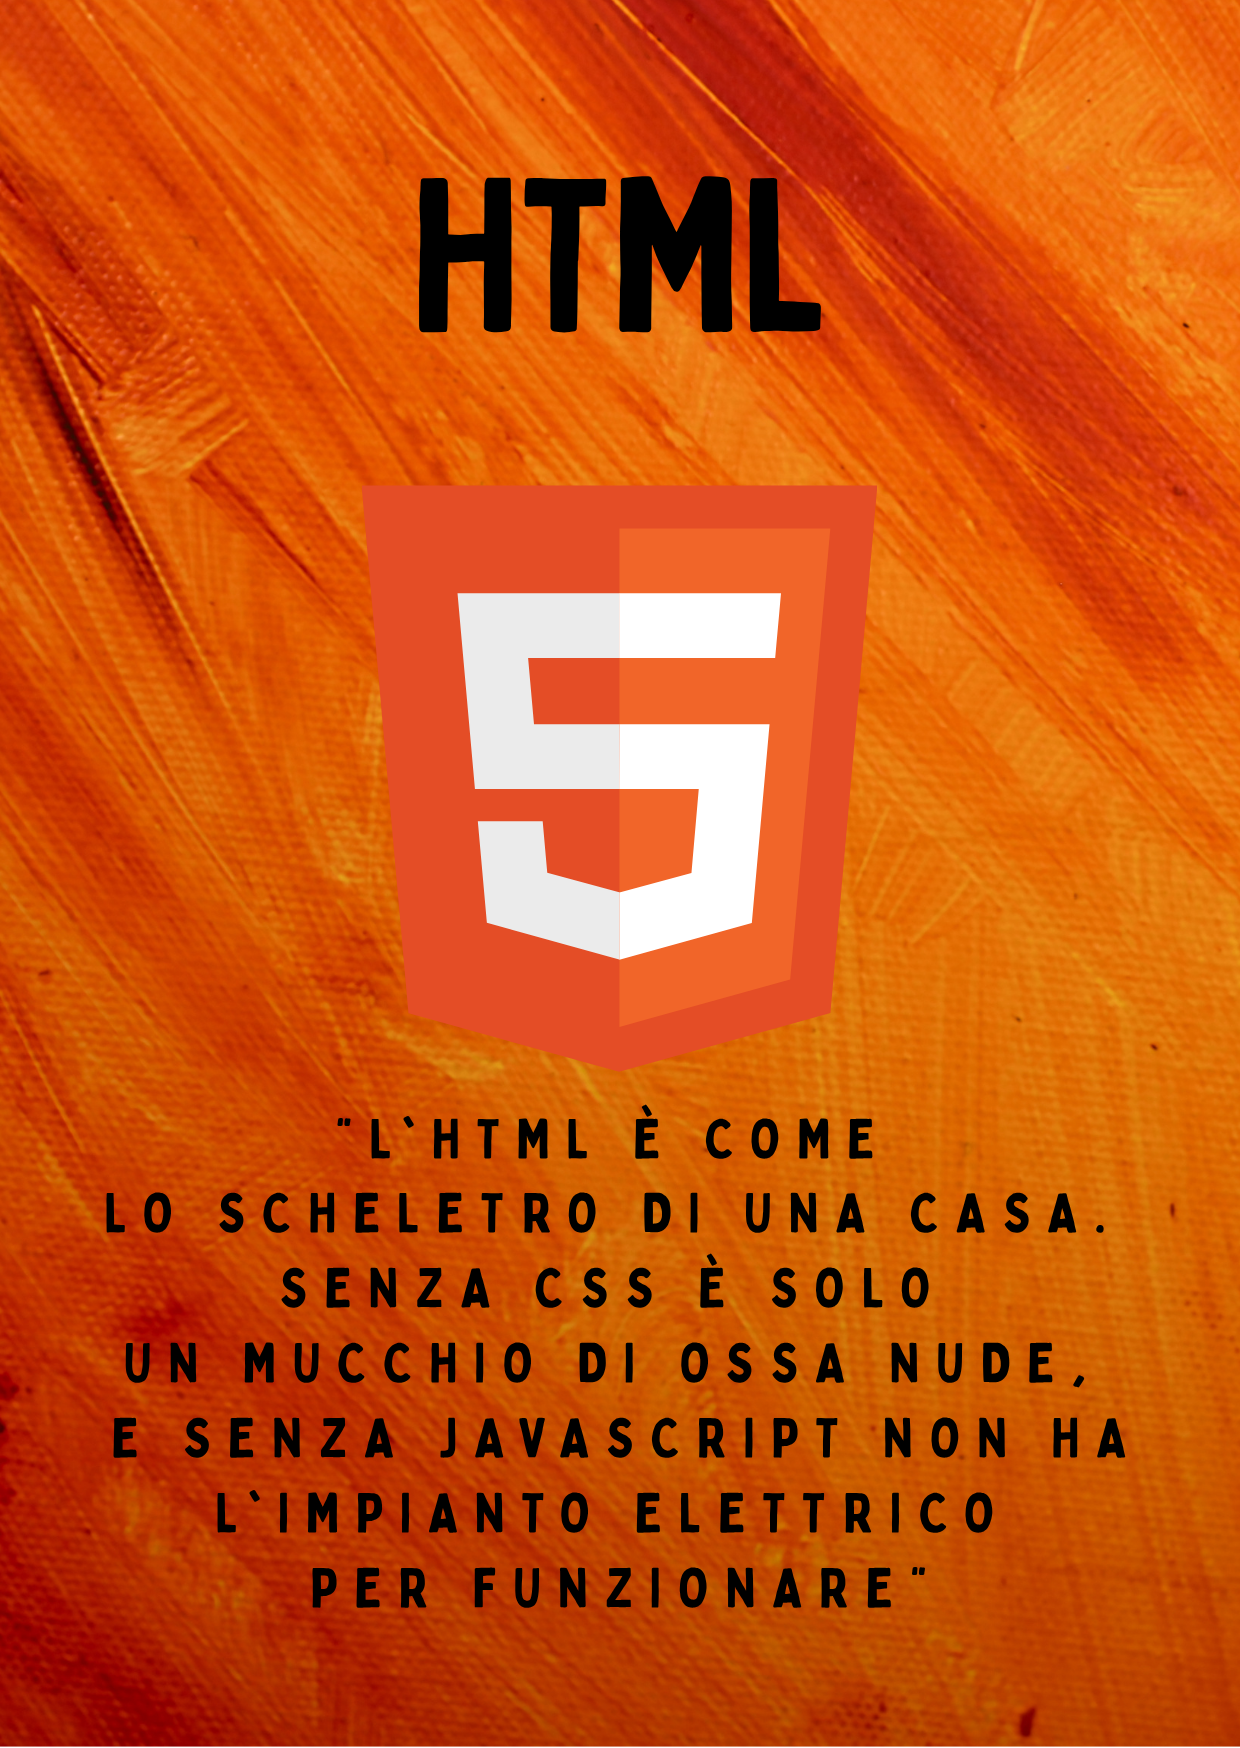 HTML
5
"L`HTML È COME
LO SCHELETRO DI UNA CASA.
SENZA CSS È SOLO
UN MUCCHIO DI OSSA NUDE,
E SENZA JAVASCRIPT NON HA
L`IMPIANTO ELETTRICO
PER FUNZIONARE"